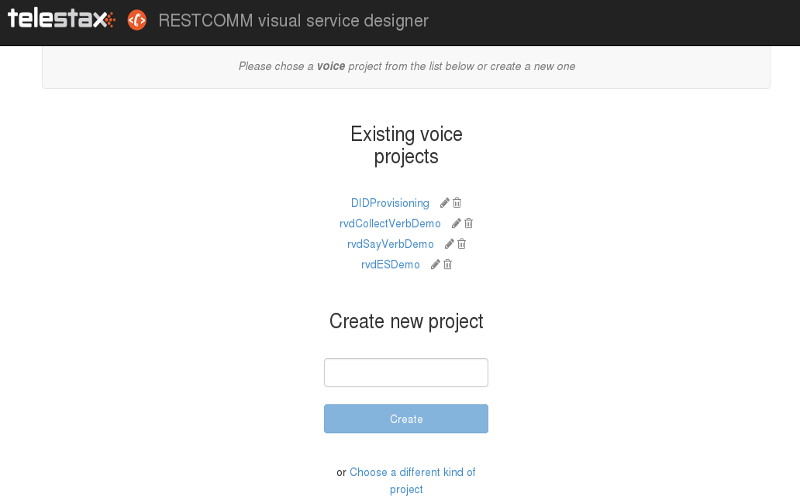 telestax RESTCOMM visual service designer
Please chose a voice project from the list below or create a new one
Existing voice
projects
DIDProvisioning
rvdCollectVerbDemo
rvdSayVerbDemo
rvdESDemo
Create new project
Create
or Choose a different kind of
project